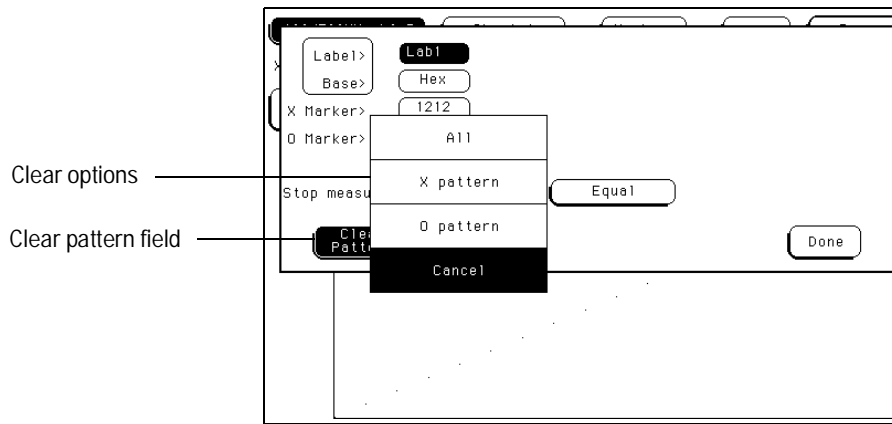 Label> Lab1
Base> Hex
X Marker> 1212
O Marker>
All
Clear options
X pattern
Stop measu
Equal
O pattern
Clear pattern field
Cle
Patt
Done
Cancel